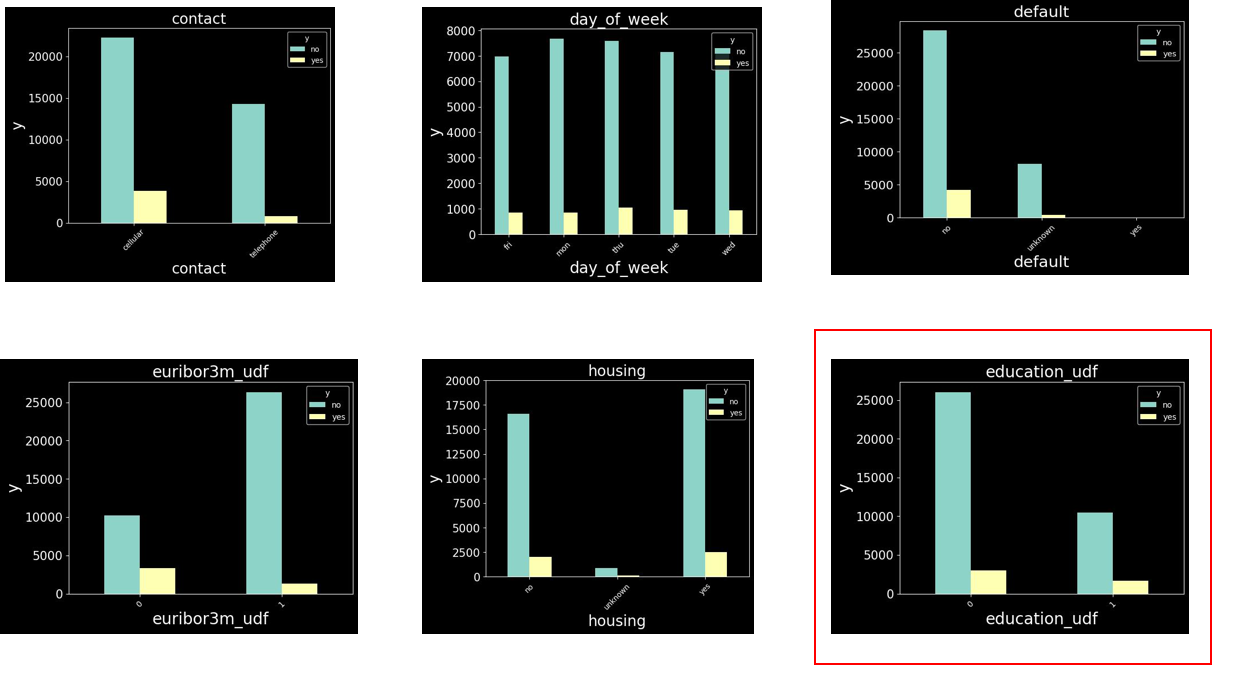 contact
y
no
yes
20000
15000
10000
5000
0
y
cellular
telephone
contact
day_of_week
y
no
yes
8000
7000
6000
5000
4000
3000
2000
1000
0
y
fri
mon
thu
tue
wed
day_of_week
default
y
no
yes
25000
20000
15000
10000
5000
0
y
no
unknown
yes
default
euribor3m_udf
y
no
yes
25000
20000
15000
10000
5000
0
y
0
1
euribor3m_udf
housing
y
no
yes
20000
17500
15000
12500
10000
7500
5000
2500
0
y
no
unknown
yes
housing
education_udf
y
no
yes
25000
20000
15000
10000
5000
0
y
0
1
education_udf